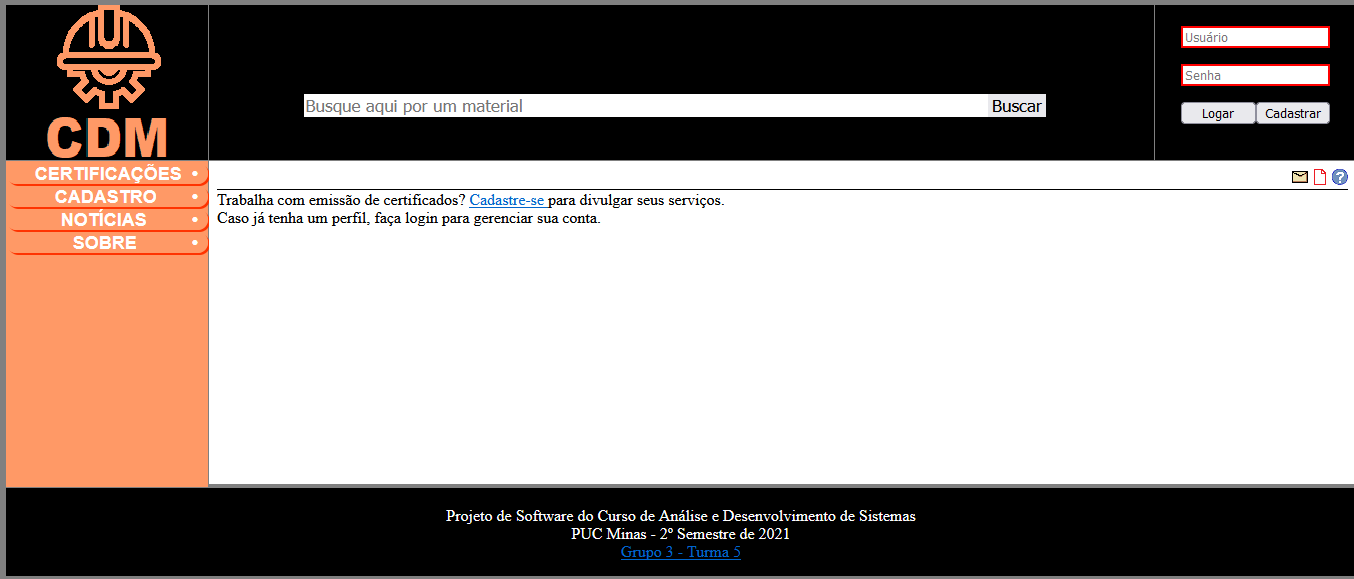 CDM
Busque aqui por um material
Buscar
Usuário
Senha
Logar
Cadastrar
CERTIFICAÇÕES •
CADASTRO •
NOTÍCIAS •
SOBRE •
?
Trabalha com emissão de certificados? Cadastre-se para divulgar seus serviços.
Caso já tenha um perfil, faça login para gerenciar sua conta.
Projeto de Software do Curso de Análise e Desenvolvimento de Sistemas
PUC Minas - 2º Semestre de 2021
Grupo 3 - Turma 5